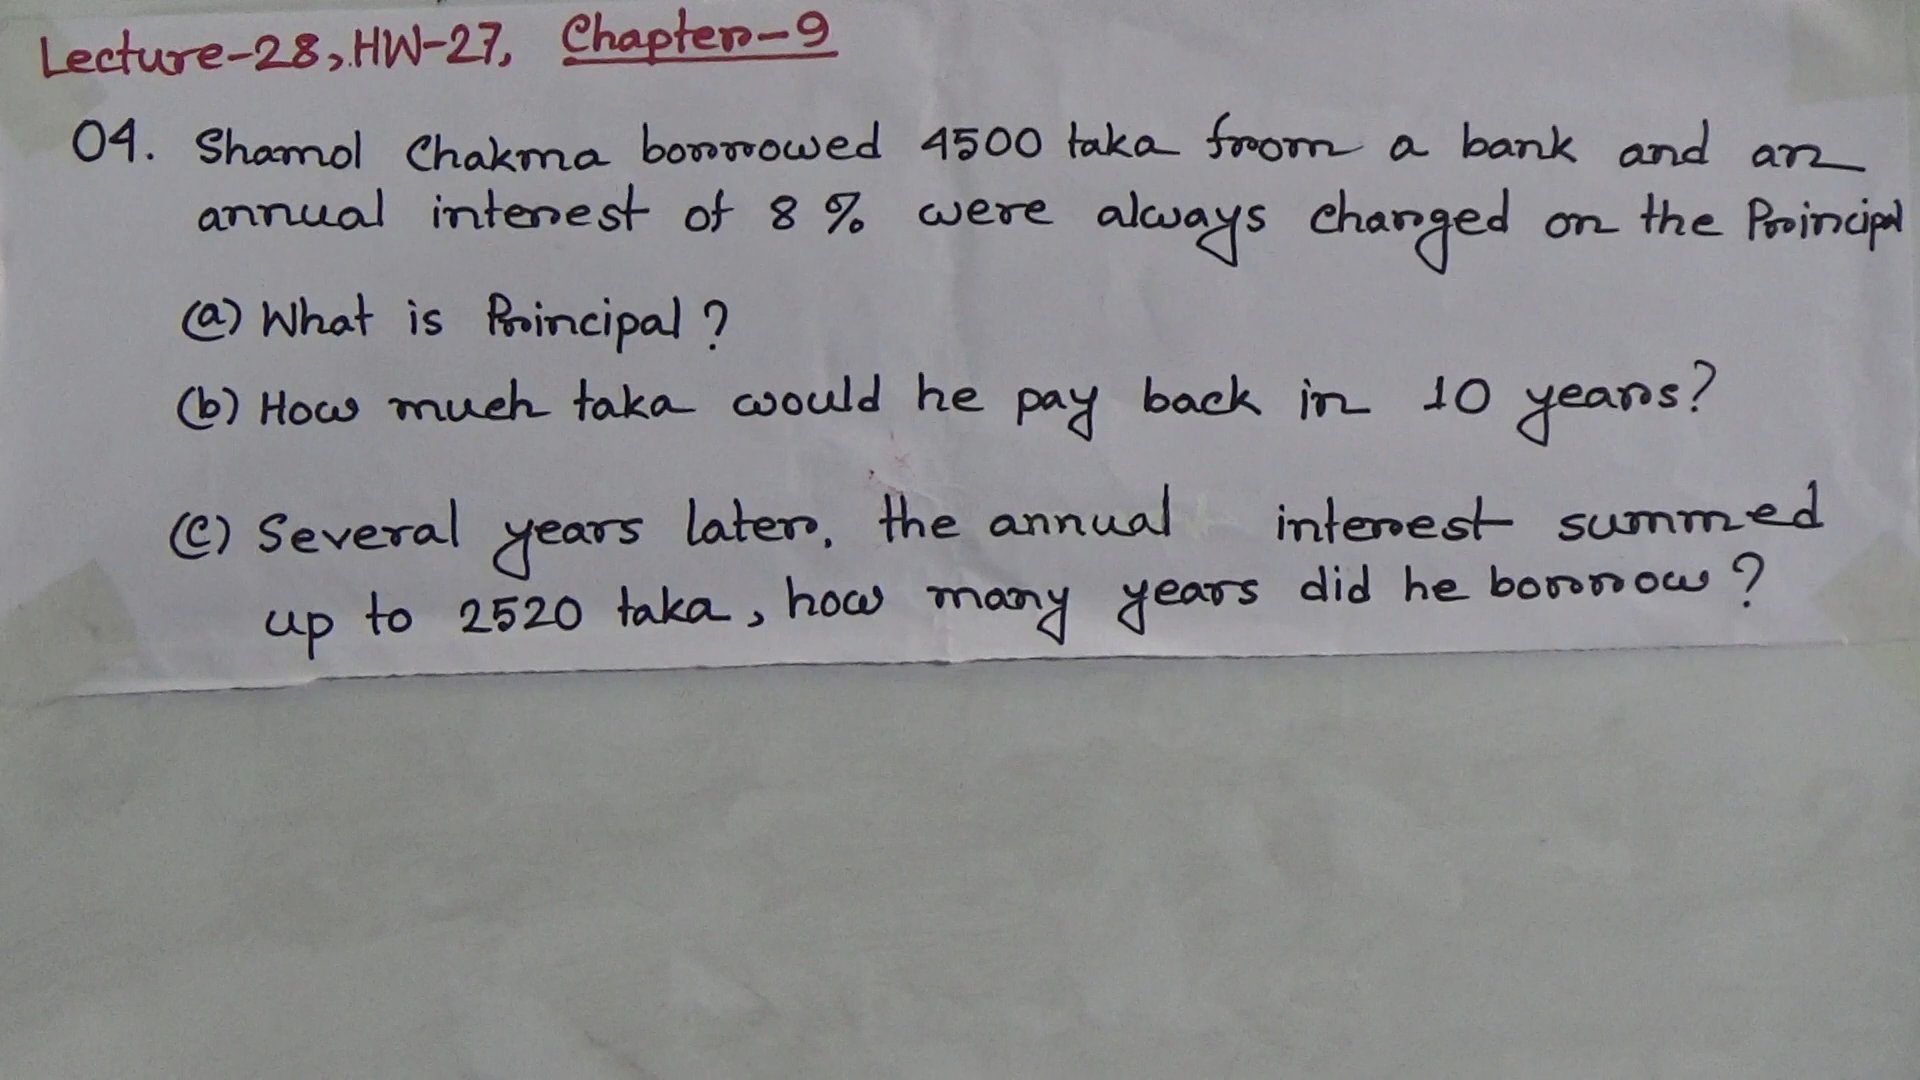 Lecture-28, HW-27, Chapter-9
04. Shamol Chakma borrowed 4500 taka from a bank and an
annual interest of 8 % were always charged on the Principal
(a) What is Principal?
(b) How much taka would he pay back in 10 years?
(c) Several years later, the annual interest summed
up to 2520 taka, how many years did he borrow?